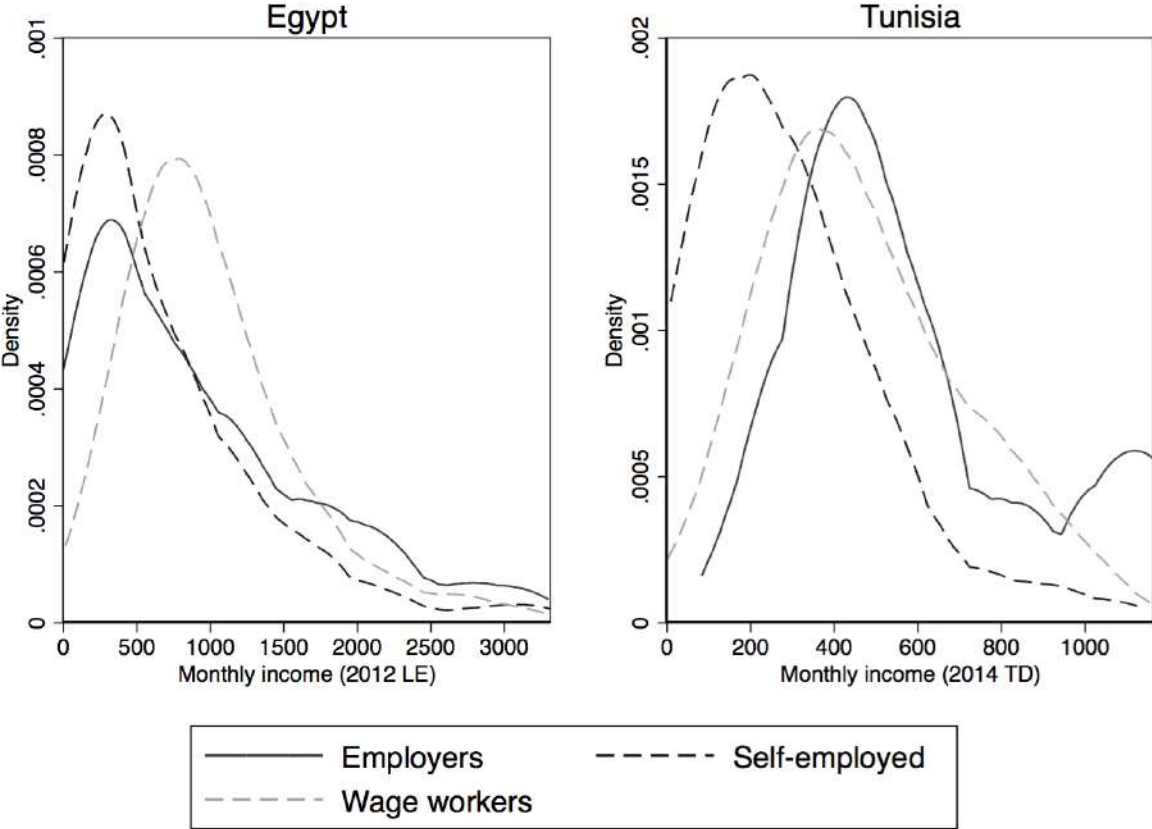 Egypt
Density
.001
.0008
.0006
.0004
.0002
0
0 500 1000 1500 2000 2500 3000
Monthly income (2012 LE)
Tunisia
Density
.002
.0015
.001
.0005
0
0 200 400 600 800 1000
Monthly income (2014 TD)
Employers Self-employed
Wage workers